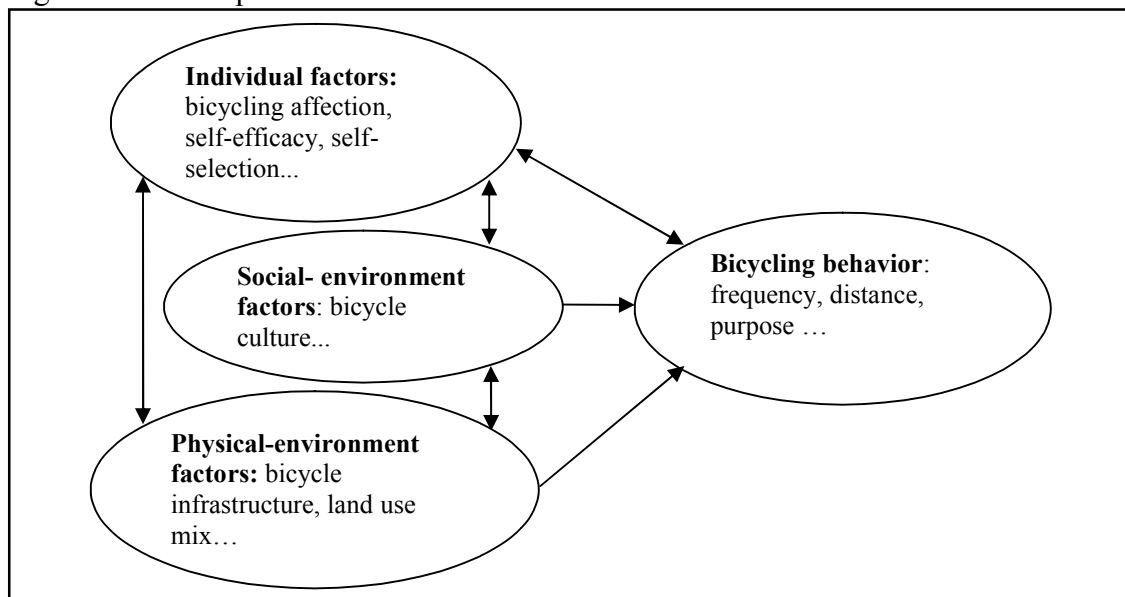 Individual factors:
bicycling affection,
self-efficacy, self-
selection...
Social- environment
factors: bicycle
culture...
Bicycling behavior:
frequency, distance,
purpose …
Physical-environment
factors: bicycle
infrastructure, land use
mix…